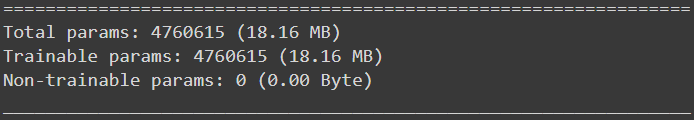 =================================================================
Total params: 4760615 (18.16 MB)
Trainable params: 4760615 (18.16 MB)
Non-trainable params: 0 (0.00 Byte)
_________________________________________________________________